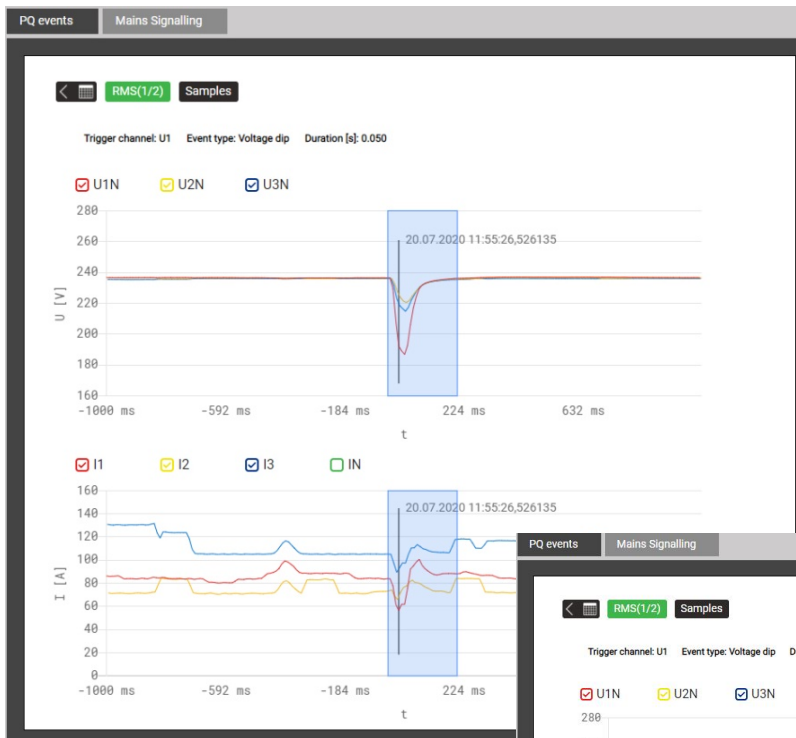 PQ events Mains Signalling
RMS(1/2) Samples
Trigger channel: U1 Event type: Voltage dip Duration [s]: 0.050
U1N U2N U3N
280
20.07.2020 11:55:26,526135
260
240
U [V]
220
200
180
160
-1000 ms -592 ms -184 ms 224 ms 632 ms
t
I1 I2 I3 IN
160
20.07.2020 11:55:26,526135
140
120
100
I [A]
80
60
40
20
0
-1000 ms -592 ms -184 ms 224 ms
t
PQ events Mains Signalling
RMS(1/2) Samples
Trigger channel: U1 Event type: Voltage dip D
U1N U2N U3N
280